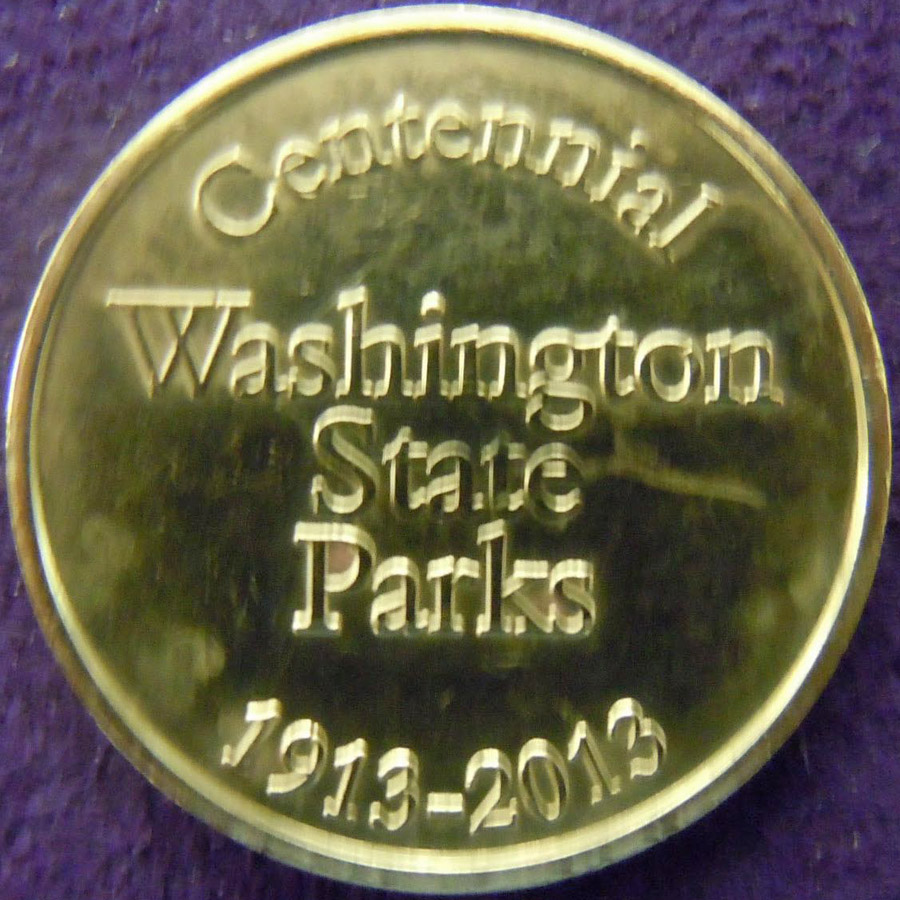 Centennial
Washington
State
Parks
1913-2013